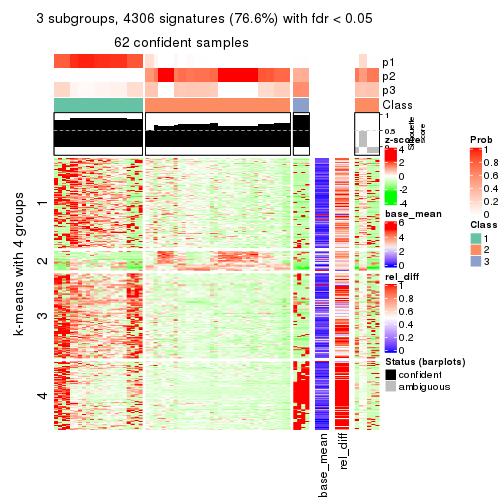 3 subgroups, 4306 signatures (76.6%) with fdr < 0.05
62 confident samples
p1
p2
p3
Class
1
0.5
0
Silhouette
score
k-means with 4 groups
1
2
3
4
base_mean
rel_diff
z-score
4
2
0
-2
-4
base_mean
6
4
2
0
rel_diff
1
0.8
0.6
0.4
0.2
0
Status (barplots)
confident
ambiguous
Prob
1
0.8
0.6
0.4
0.2
0
Class
1
2
3